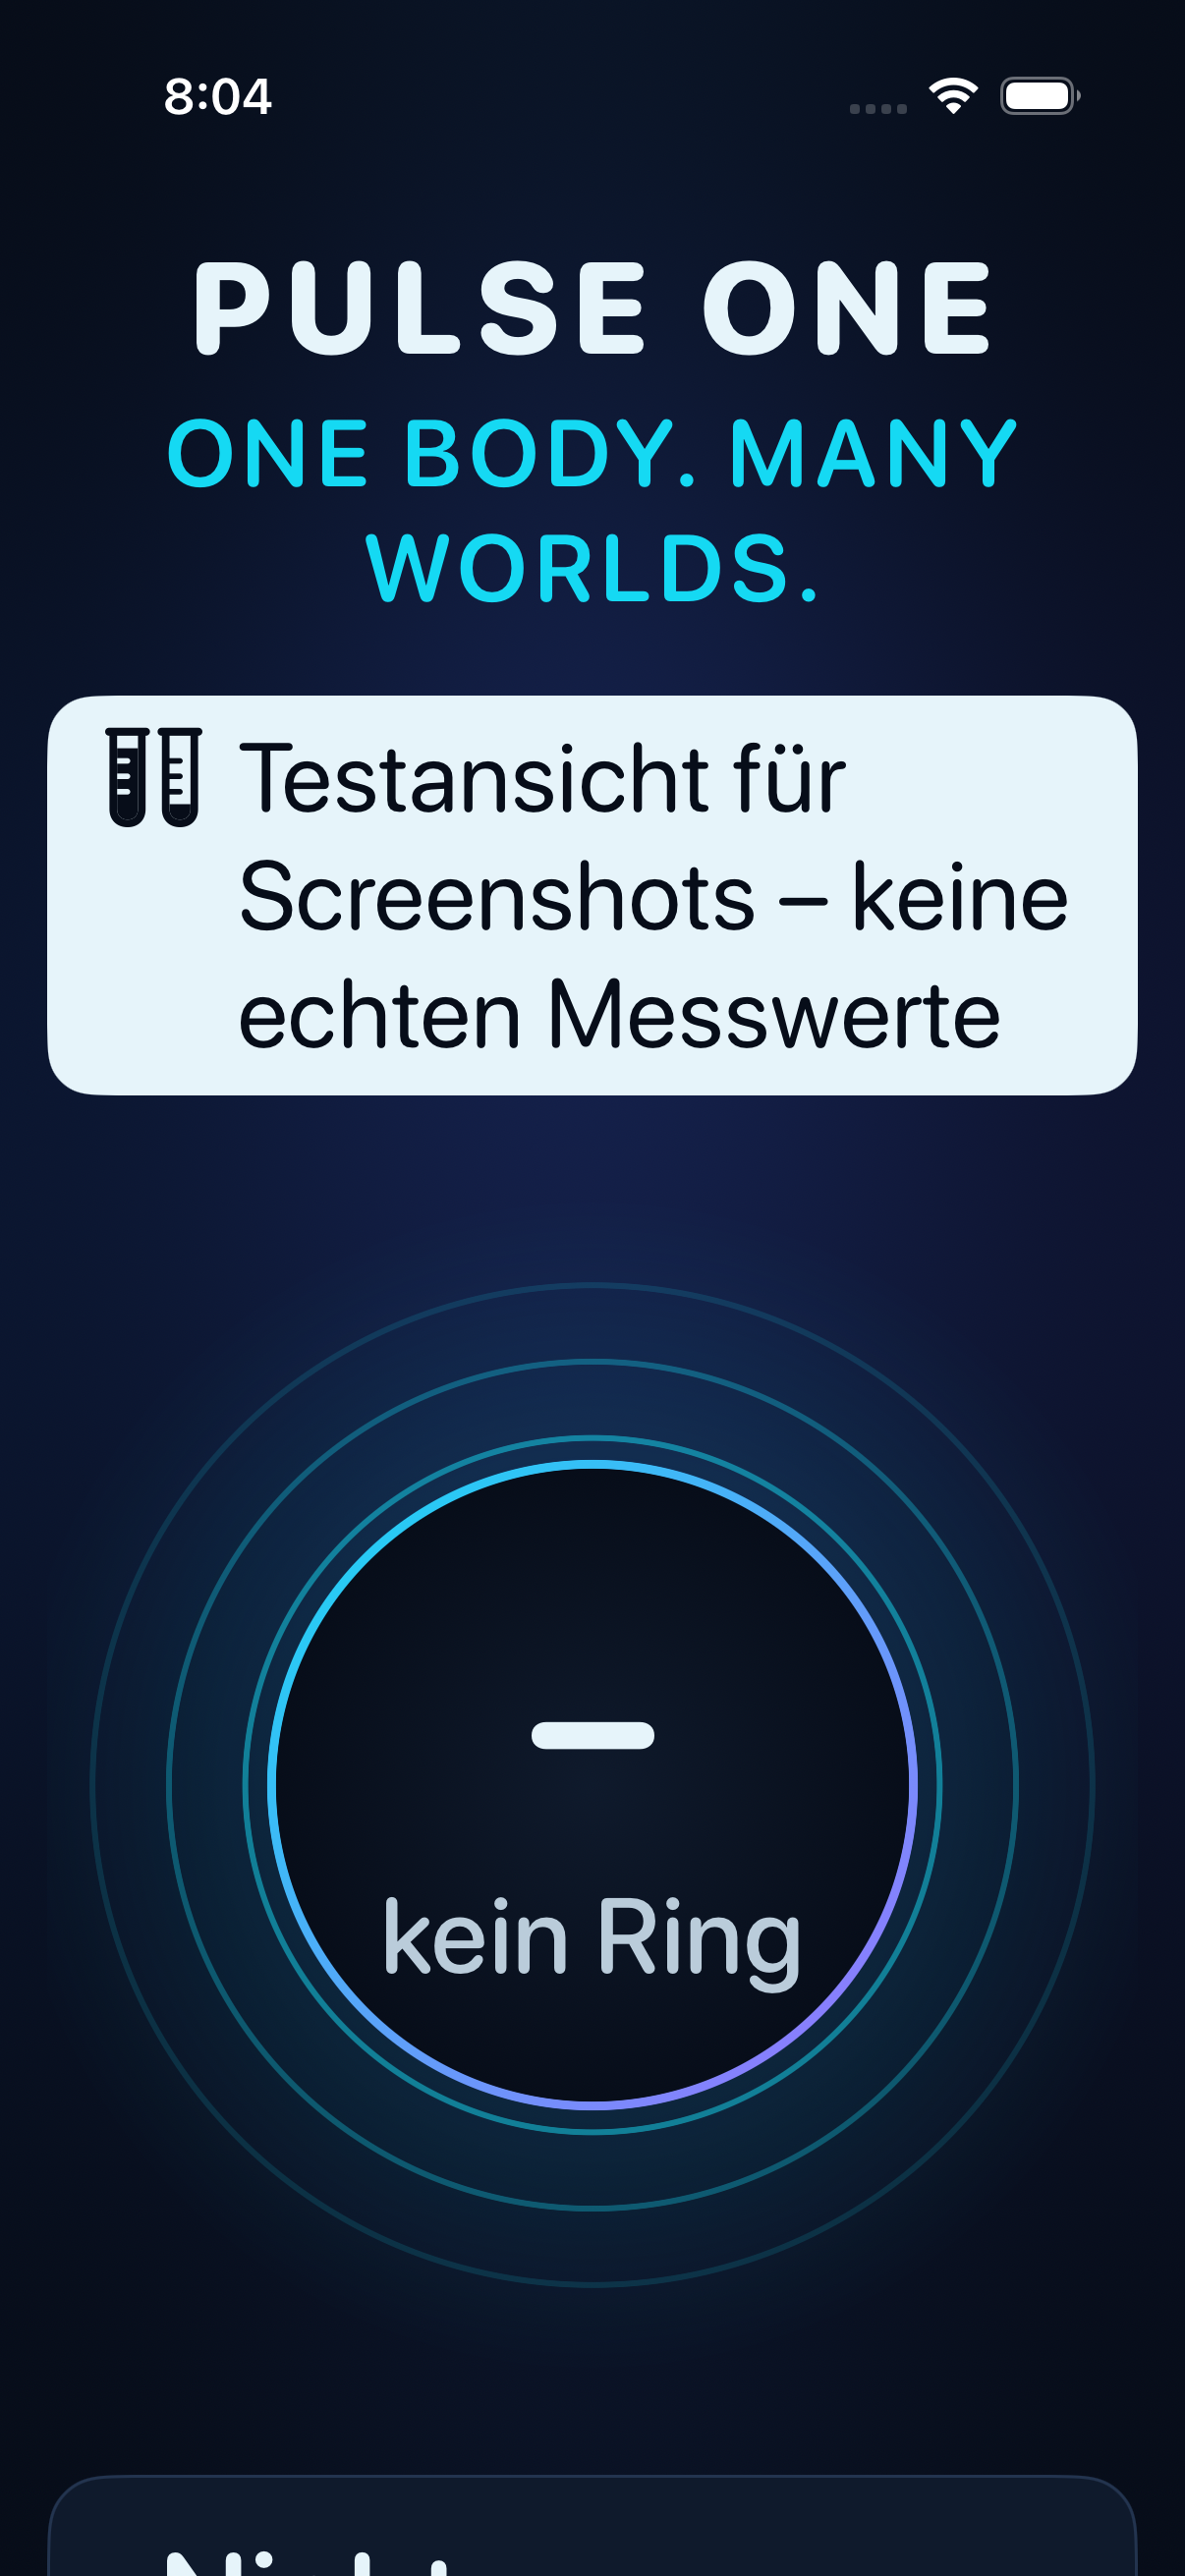 8:04
PULSE ONE
ONE BODY. MANY
WORLDS.
Testansicht für
Screenshots – keine
echten Messwerte
–
kein Ring